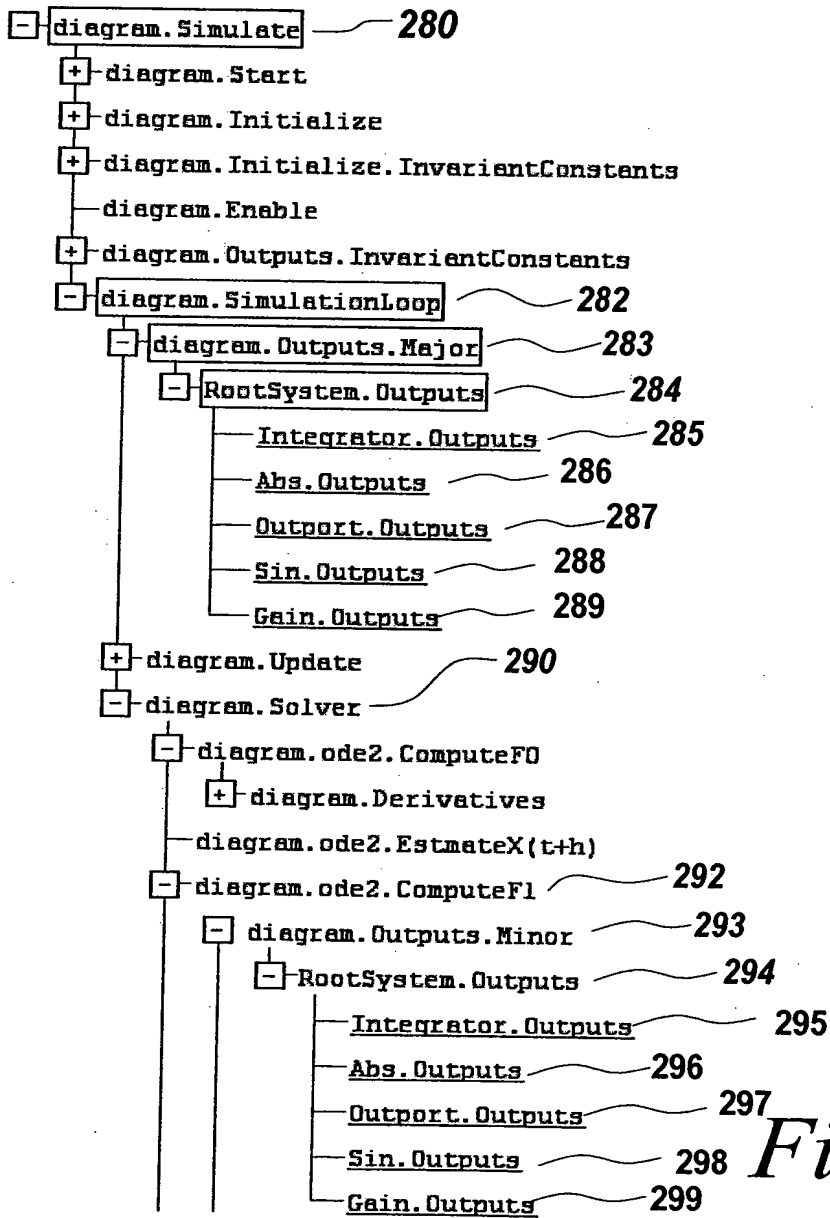 diagram.Simulate 280
diagram.Start
diagram.Initialize
diagram.Initialize.InvariantConstants
diagram.Enable
diagram.Outputs.InvariantConstants
diagram.SimulationLoop 282
diagram.Outputs.Major 283
RootSystem.Outputs 284
Integrator.Outputs 285
Abs.Outputs 286
Outport.Outputs 287
Sin.Outputs 288
Gain.Outputs 289
diagram.Update
diagram.Solver 290
diagram.ode2.ComputeF0
diagram.Derivatives
diagram.ode2.EstmateX(t+h)
diagram.ode2.ComputeF1 292
diagram.Outputs.Minor 293
RootSystem.Outputs 294
Integrator.Outputs 295
Abs.Outputs 296
Outport.Outputs 297
Sin.Outputs 298
Gain.Outputs 299
Fi